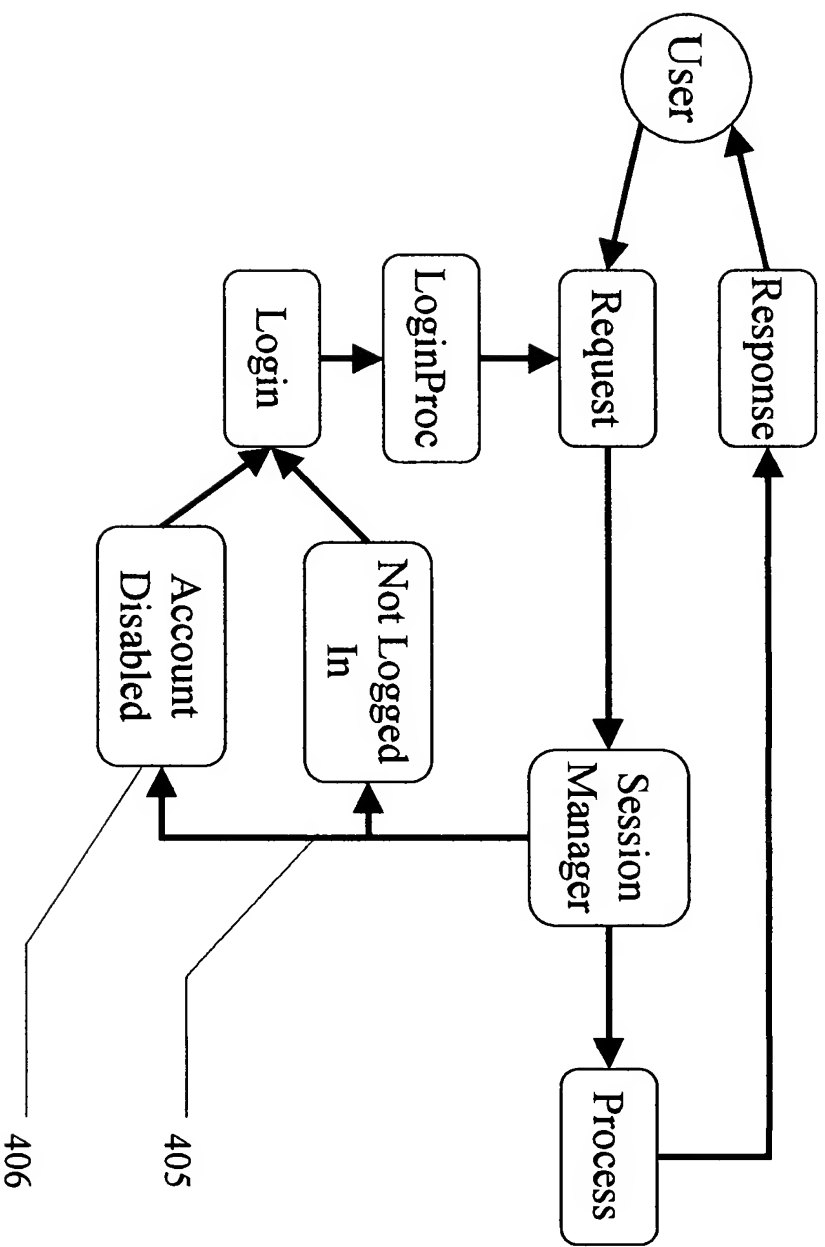 Response
User
Request
Session
Manager
Process
LoginProc
Not Logged
In
Login
Account
Disabled
405
406